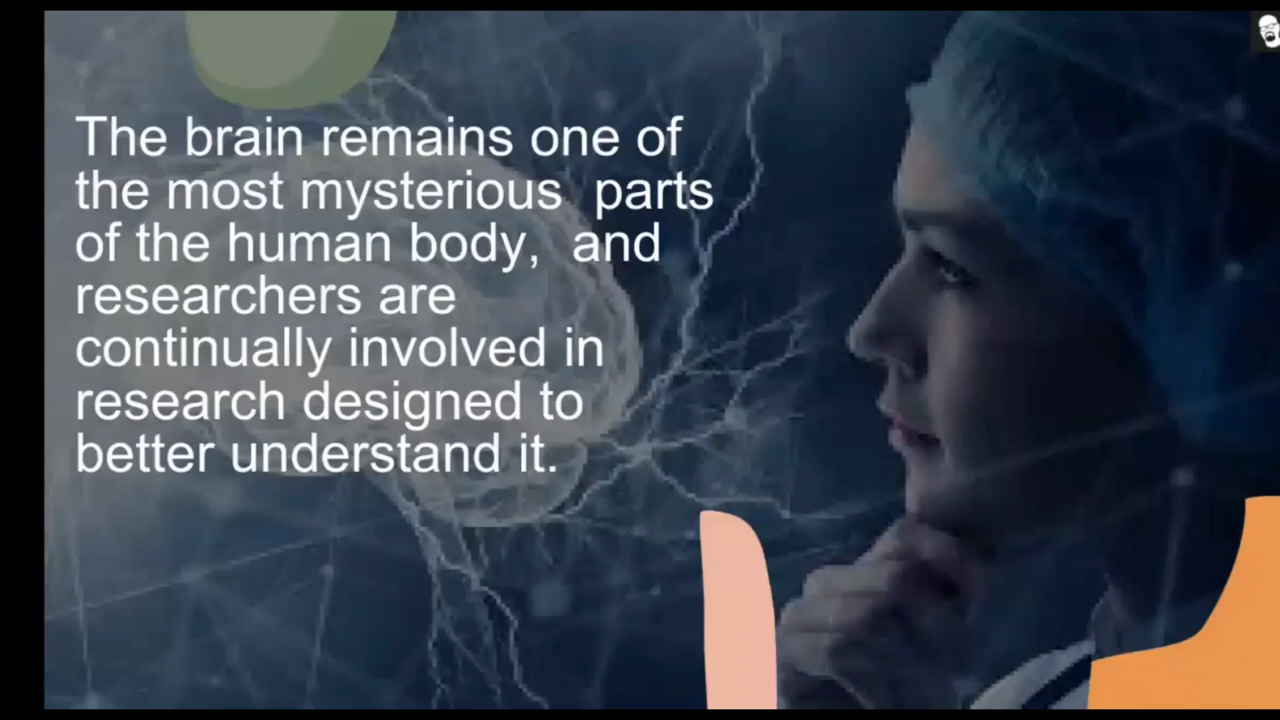 The brain remains one of
the most mysterious  parts
of the human body,  and
researchers are
continually involved in
research designed to
better understand it.